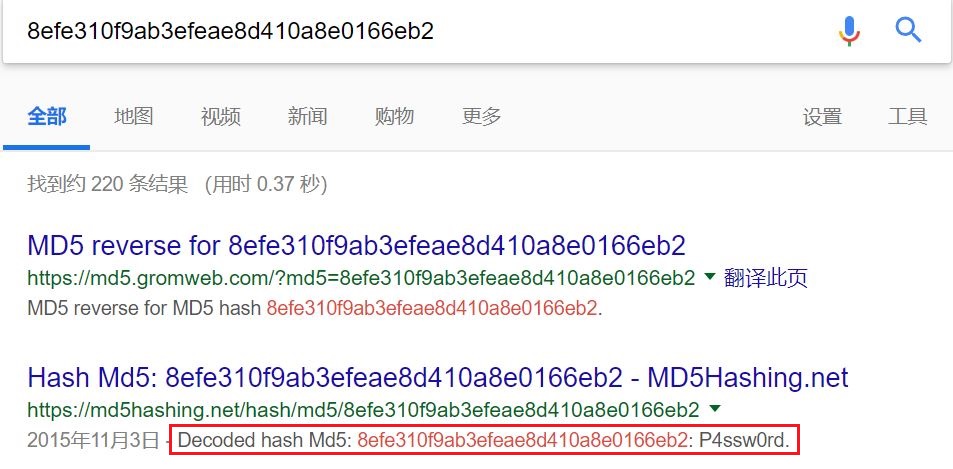 8efe310f9ab3efeae8d410a8e0166eb2
全部 地图 视频 新闻 购物 更多 设置 工具
找到约 220 条结果 （用时 0.37 秒）
MD5 reverse for 8efe310f9ab3efeae8d410a8e0166eb2
https://md5.gromweb.com/?md5=8efe310f9ab3efeae8d410a8e0166eb2 翻译此页
MD5 reverse for MD5 hash 8efe310f9ab3efeae8d410a8e0166eb2.
Hash Md5: 8efe310f9ab3efeae8d410a8e0166eb2 - MD5Hashing.net
https://md5hashing.net/hash/md5/8efe310f9ab3efeae8d410a8e0166eb2
2015年11月3日 - Decoded hash Md5: 8efe310f9ab3efeae8d410a8e0166eb2: P4ssw0rd.